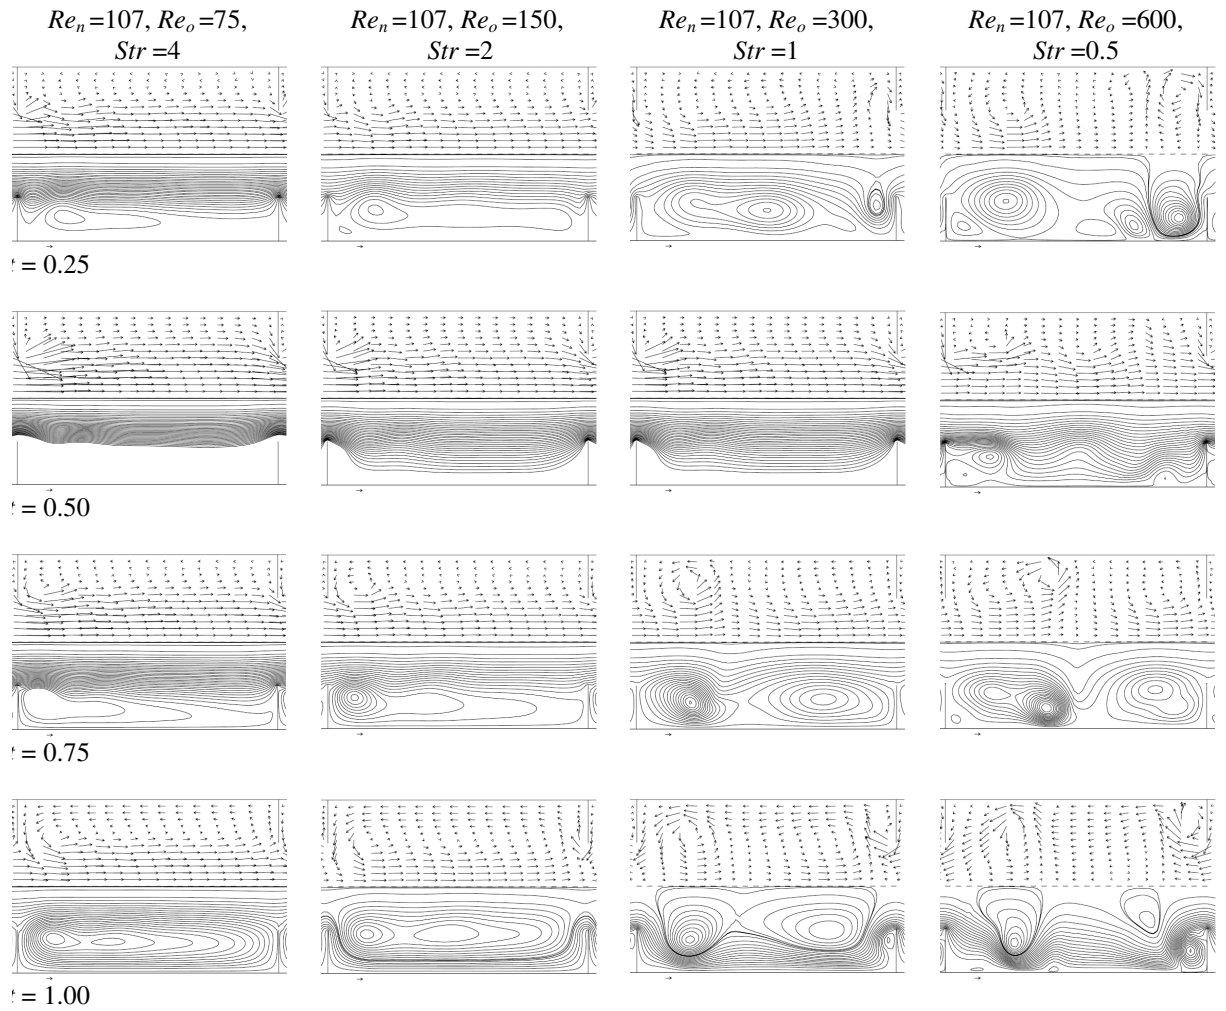 Re_n =107, Re_o =75,
Str =4
Re_n =107, Re_o =150,
Str =2
Re_n =107, Re_o =300,
Str =1
Re_n =107, Re_o =600,
Str =0.5
t = 0.25
t = 0.50
t = 0.75
t = 1.00